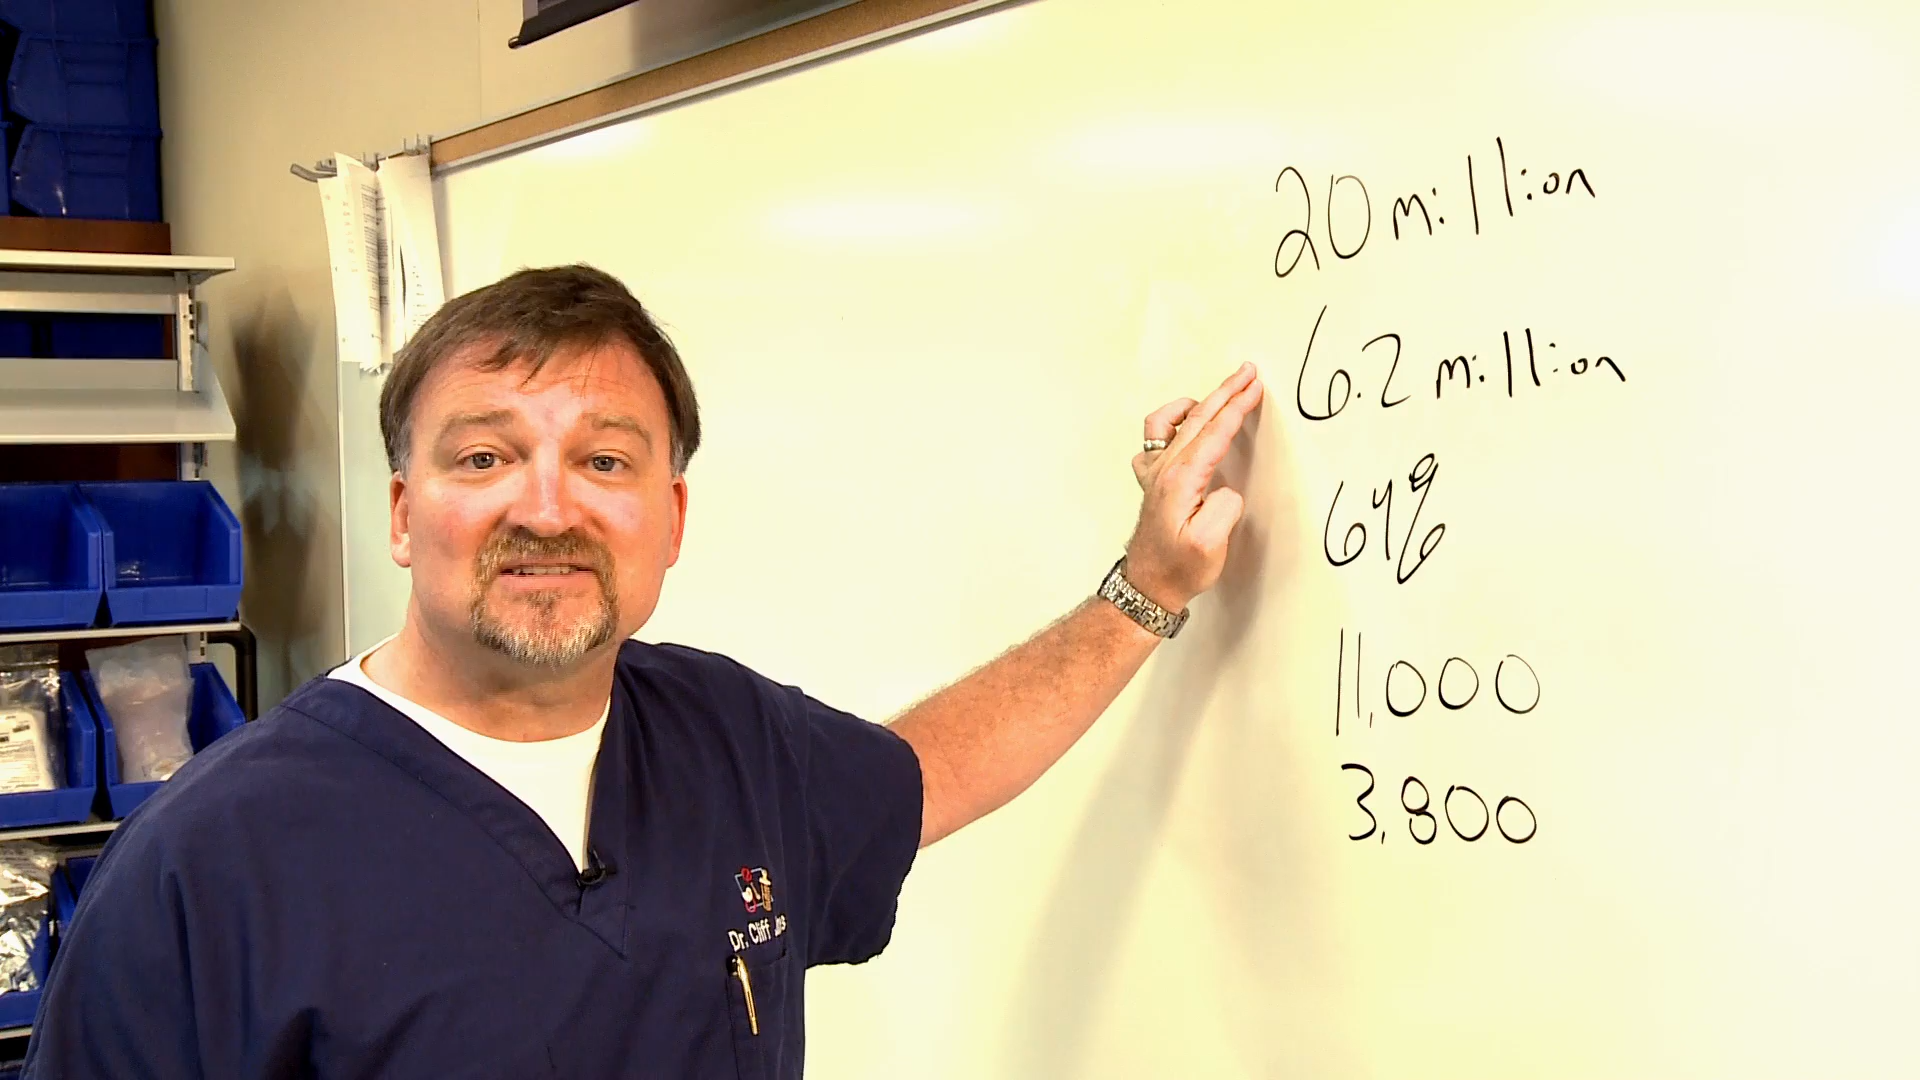 20 million
6.2 million
64%
11,000
3,800
Dr. Cliff